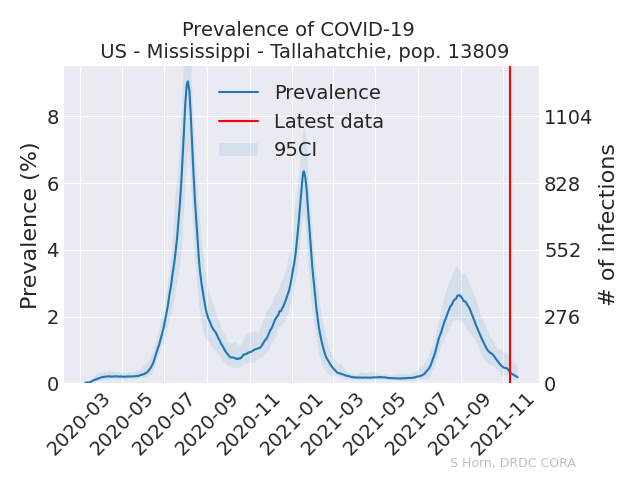 Prevalence of COVID-19
US - Mississippi - Tallahatchie, pop. 13809
Prevalence
Latest data
95CI
Prevalence (%)
8
6
4
2
0
1104
828
552
276
0
# of infections
2020-03
2020-05
2020-07
2020-09
2020-11
2021-01
2021-03
2021-05
2021-07
2021-09
2021-11
S Horn, DRDC CORA